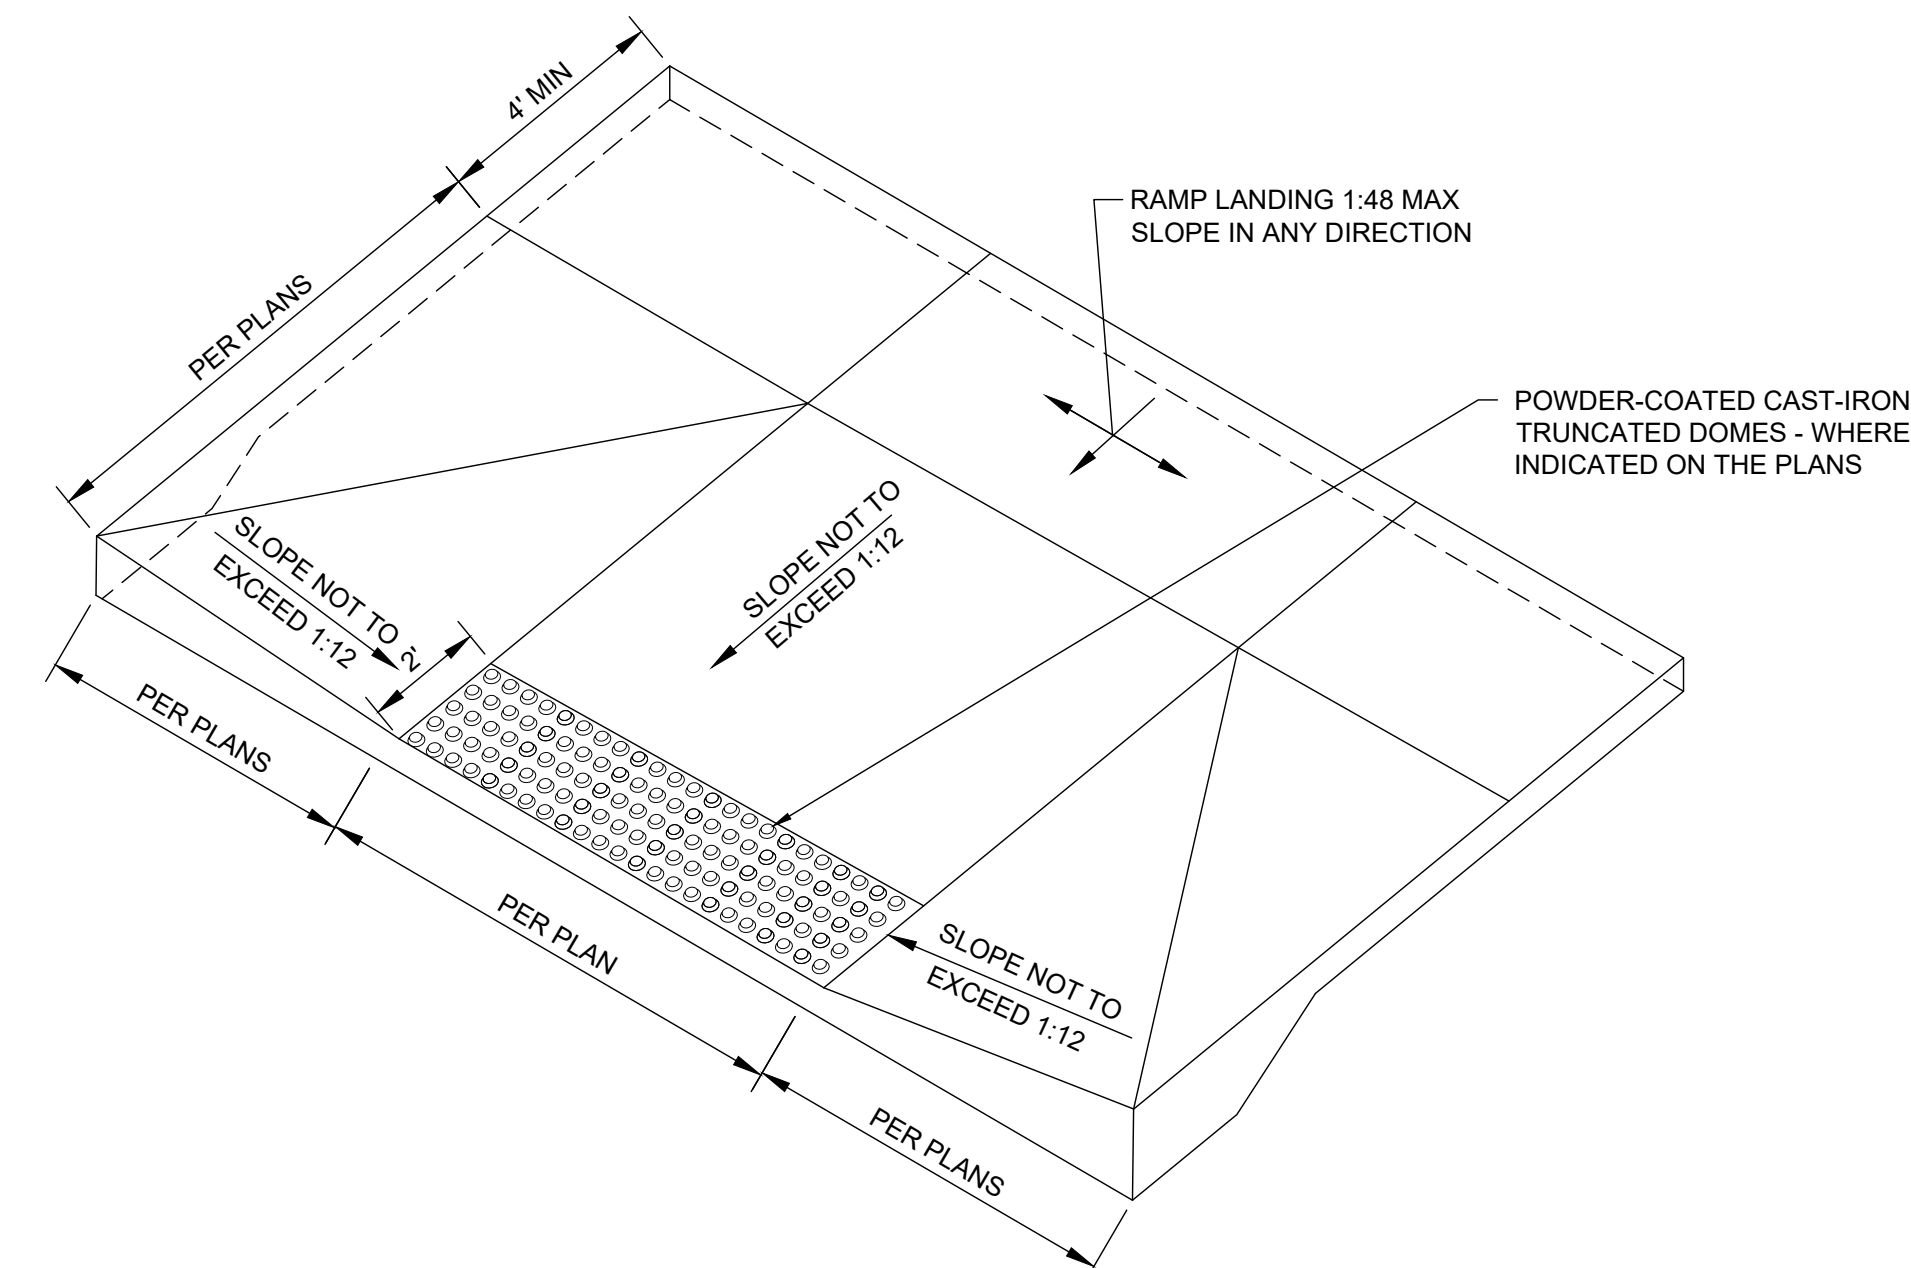 4' MIN
RAMP LANDING 1:48 MAX
SLOPE IN ANY DIRECTION
PER PLANS
POWDER-COATED CAST-IRON
TRUNCATED DOMES - WHERE
INDICATED ON THE PLANS
SLOPE NOT TO
EXCEED 1:12
SLOPE NOT TO
EXCEED 1:12
2'
PER PLANS
PER PLAN
SLOPE NOT TO
EXCEED 1:12
PER PLANS